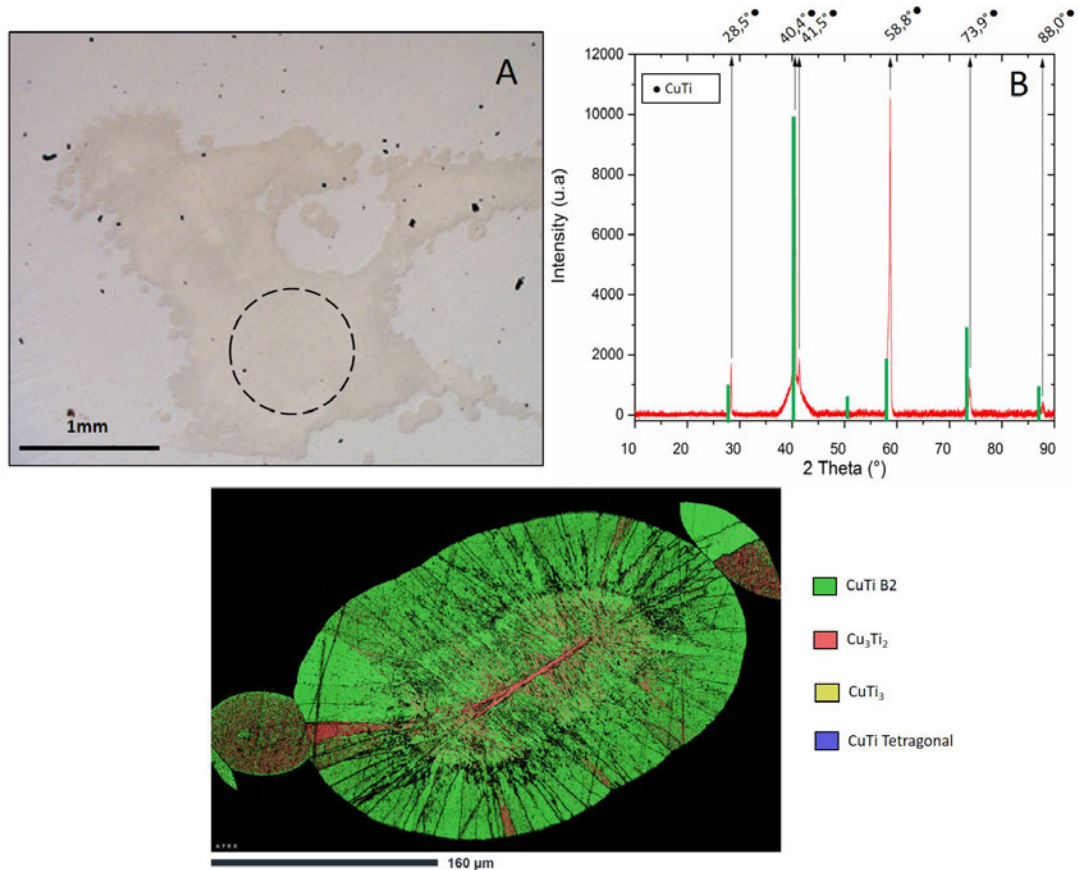 A
1mm
28,5°●
40,4°●
41,5°●
58,8°●
73,9°●
88,0°●
B
● CuTi
12000
10000
8000
6000
4000
2000
0
Intensity (u.a)
10 20 30 40 50 60 70 80 90
2 Theta (°)
CuTi B2
Cu₃Ti₂
CuTi₃
CuTi Tetragonal
ATEX
160 µm